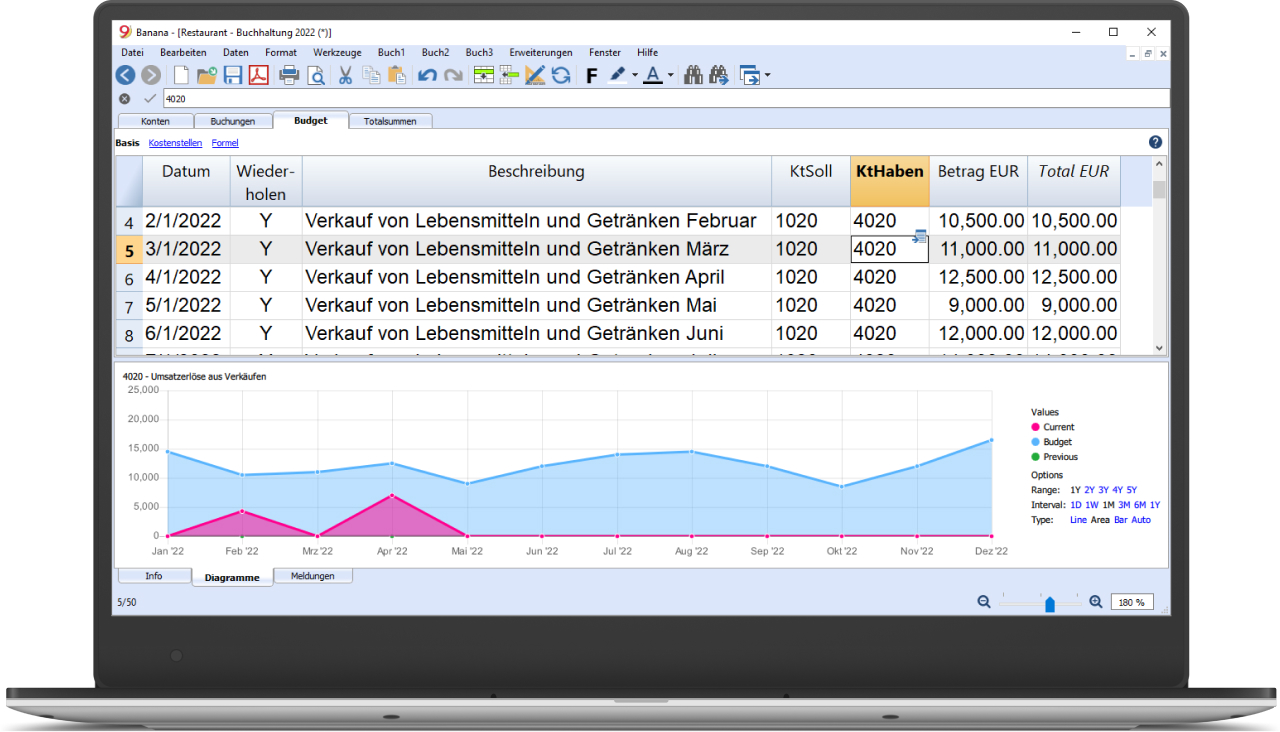 Banana - [Restaurant - Buchhaltung 2022 (*)]
Datei Bearbeiten Daten Format Werkzeuge Buch1 Buch2 Buch3 Erweiterungen Fenster Hilfe
F A
4020
Konten Buchungen Budget Totalsummen
Basis Kostenstellen Formel
Datum Wieder-holen Beschreibung KtSoll KtHaben Betrag EUR Total EUR
4 2/1/2022 Y Verkauf von Lebensmitteln und Getränken Februar 1020 4020 10,500.00 10,500.00
5 3/1/2022 Y Verkauf von Lebensmitteln und Getränken März 1020 4020 11,000.00 11,000.00
6 4/1/2022 Y Verkauf von Lebensmitteln und Getränken April 1020 4020 12,500.00 12,500.00
7 5/1/2022 Y Verkauf von Lebensmitteln und Getränken Mai 1020 4020 9,000.00 9,000.00
8 6/1/2022 Y Verkauf von Lebensmitteln und Getränken Juni 1020 4020 12,000.00 12,000.00
4020 - Umsatzerlöse aus Verkäufen
25,000
20,000
15,000
10,000
5,000
0
Jan '22 Feb '22 Mrz '22 Apr '22 Mai '22 Jun '22 Jul '22 Aug '22 Sep '22 Okt '22 Nov '22 Dez '22
Values
Current
Budget
Previous
Options
Range: 1Y 2Y 3Y 4Y 5Y
Interval: 1D 1W 1M 3M 6M 1Y
Type: Line Area Bar Auto
Info Diagramme Meldungen
5/50
180 %